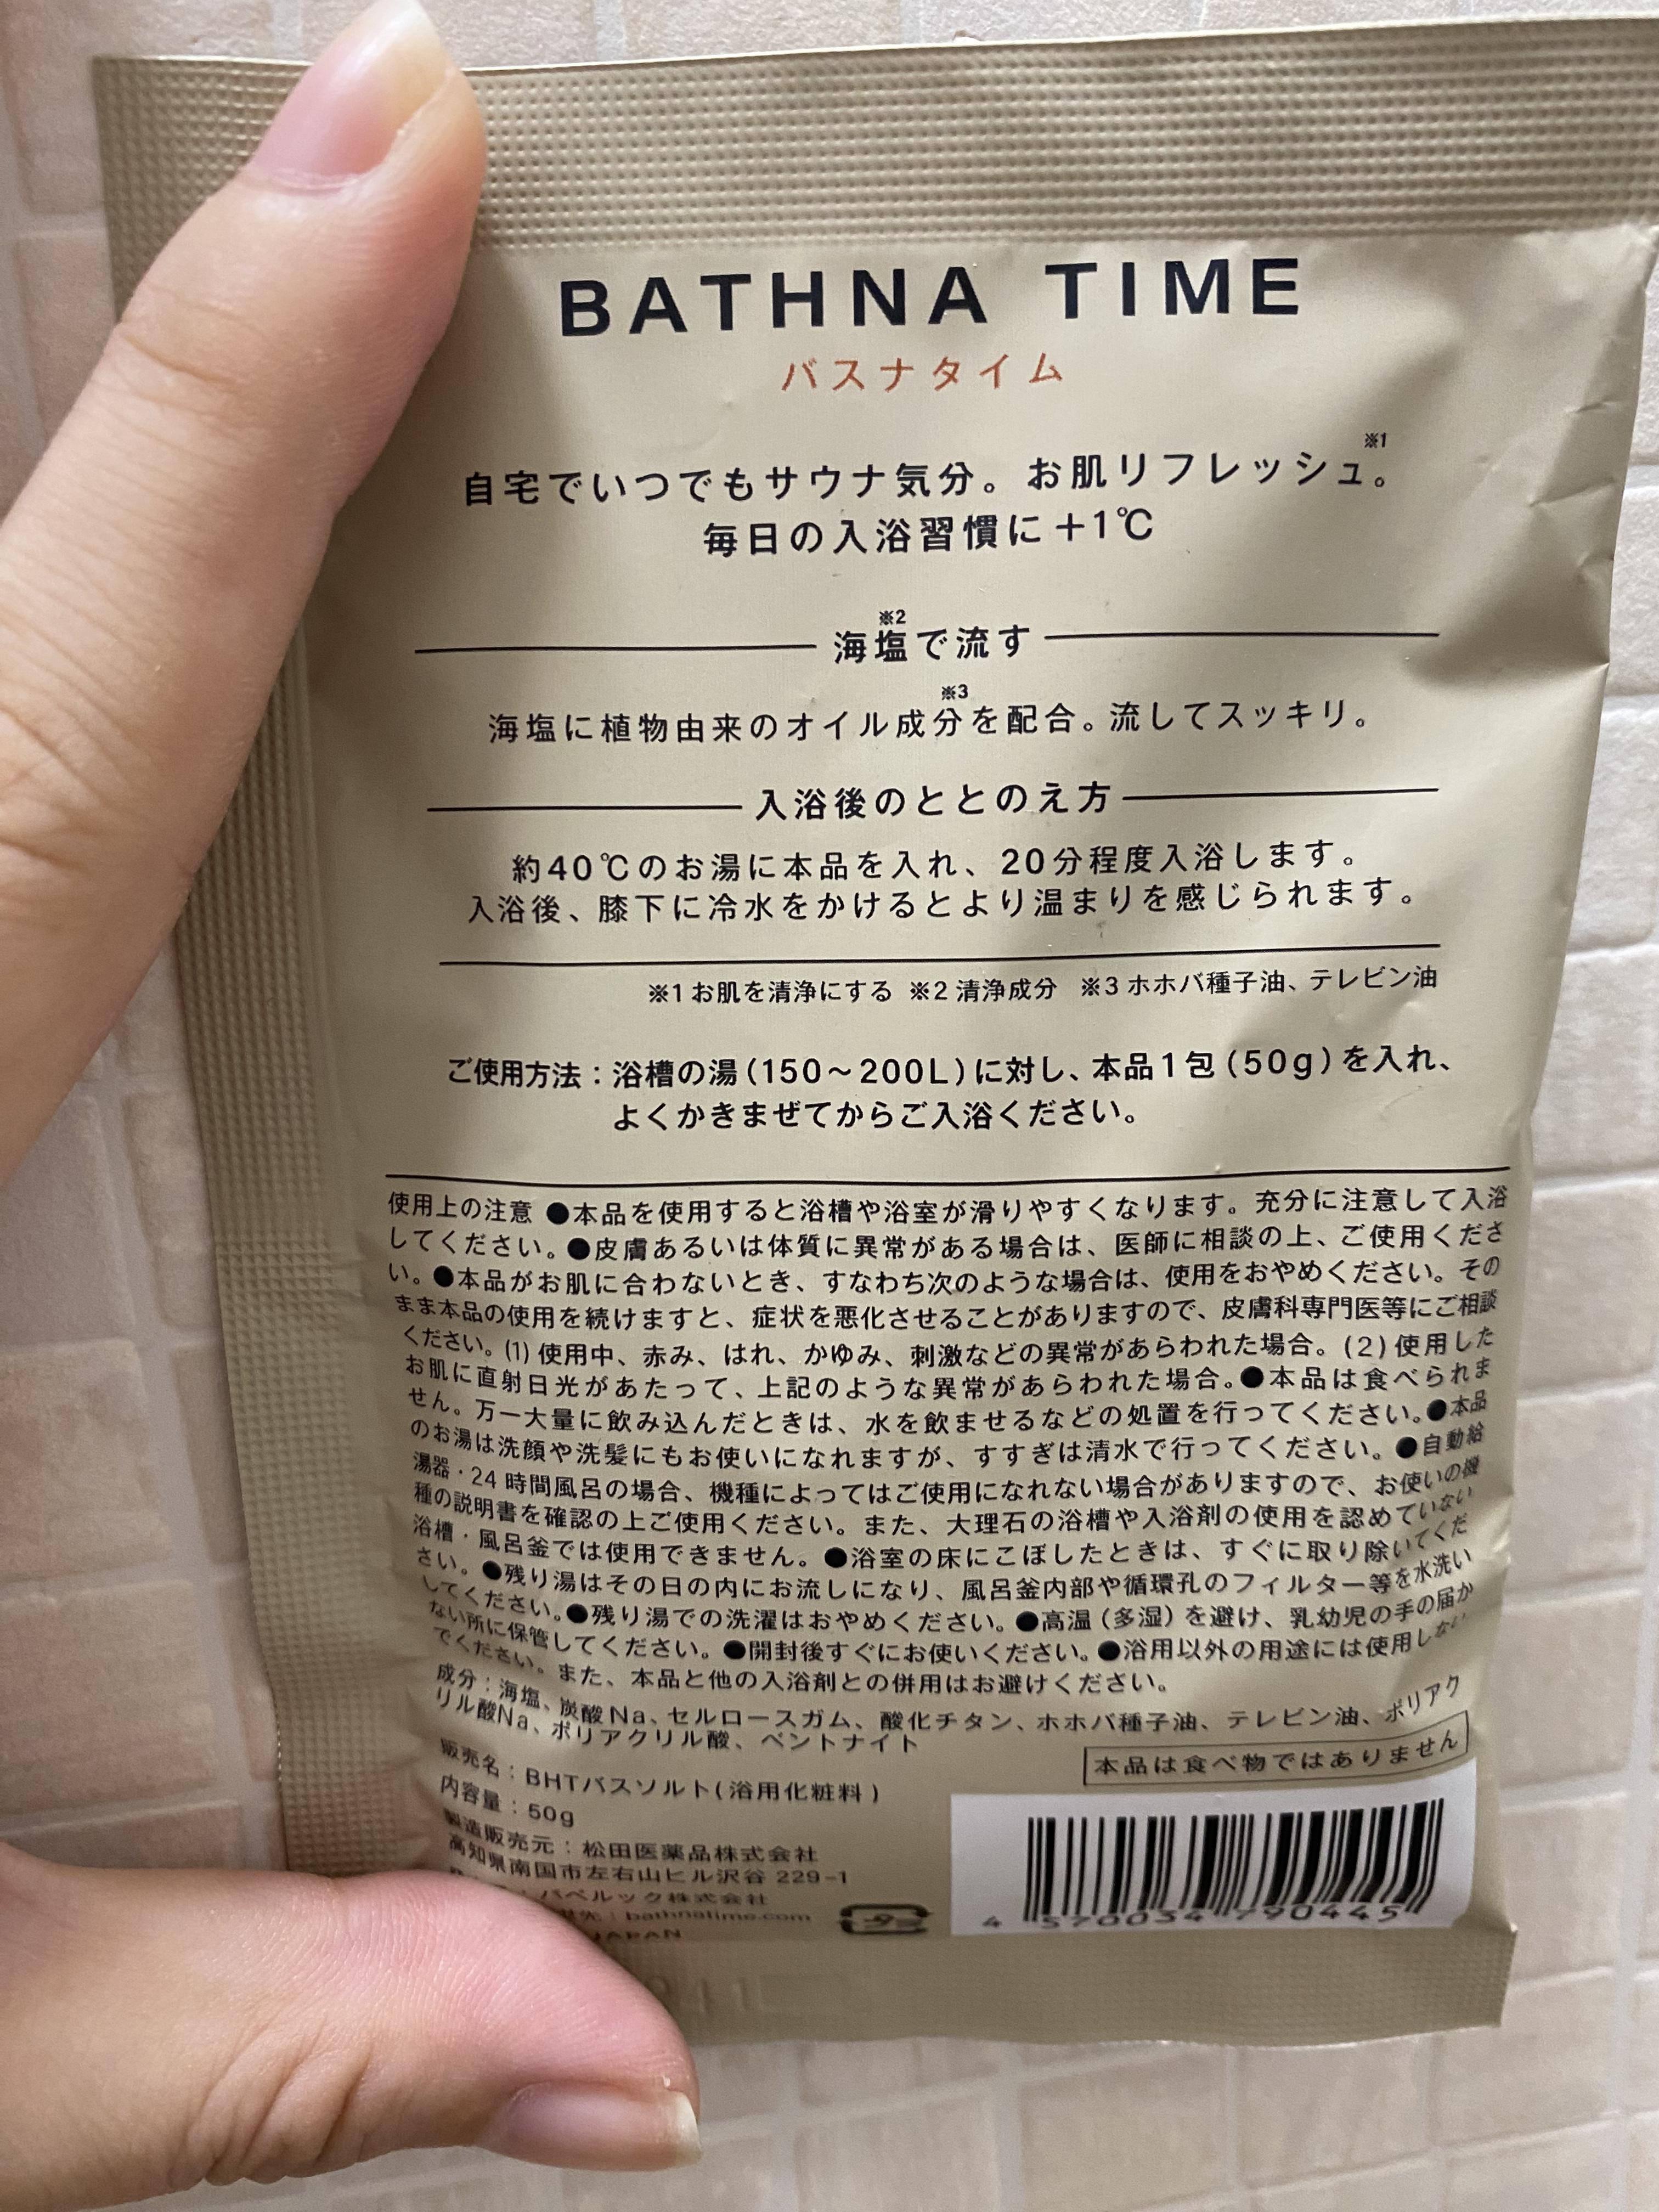 BATHNA TIME
バスナタイム
自宅でいつでもサウナ気分。お肌リフレッシュ※1。
毎日の入浴習慣に+1℃
海塩※2で流す
海塩に植物由来のオイル成分※3を配合。流してスッキリ。
入浴後のととのえ方
約40℃のお湯に本品を入れ、20分程度入浴します。
入浴後、膝下に冷水をかけるとより温まりを感じられます。
※1 お肌を清浄にする ※2 清浄成分 ※3 ホホバ種子油、テレビン油
ご使用方法：浴槽の湯(150～200L)に対し、本品1包(50g)を入れ、
よくかきまぜてからご入浴ください。
使用上の注意 ●本品を使用すると浴槽や浴室が滑りやすくなります。充分に注意して入浴
してください。●皮膚あるいは体質に異常がある場合は、医師に相談の上、ご使用くださ
い。●本品がお肌に合わないとき、すなわち次のような場合は、使用をおやめください。その
まま本品の使用を続けますと、症状を悪化させることがありますので、皮膚科専門医等にご相談
ください。(1)使用中、赤み、はれ、かゆみ、刺激などの異常があらわれた場合。(2)使用した
お肌に直射日光があたって、上記のような異常があらわれた場合。●本品は食べられま
せん。万一大量に飲み込んだときは、水を飲ませるなどの処置を行ってください。●本品
のお湯は洗顔や洗髪にもお使いになれますが、すすぎは清水で行ってください。●自動給
湯器・24時間風呂の場合、機種によってはご使用になれない場合がありますので、お使いの機
種の説明書を確認の上ご使用ください。また、大理石の浴槽や入浴剤の使用を認めていない
浴槽・風呂釜では使用できません。●浴室の床にこぼしたときは、すぐに取り除いてくだ
さい。●残り湯はその日の内にお流しになり、風呂釜内部や循環孔のフィルター等を水洗い
してください。●残り湯での洗濯はおやめください。●高温(多湿)を避け、乳幼児の手の届か
ない所に保管してください。●開封後すぐにお使いください。●浴用以外の用途には使用しない
でください。また、本品と他の入浴剤との併用はお避けください。
成分：海塩、炭酸Na、セルロースガム、酸化チタン、ホホバ種子油、テレビン油、ポリアク
リル酸Na、ポリアクリル酸、ベントナイト
本品は食べ物ではありません
販売名：BHTバスソルト(浴用化粧料)
内容量：50g
製造販売元：松田医薬品株式会社
高知県南国市左右山ヒル沢谷229-1
バベルック株式会社
bathnatime.com
JAPAN
4 570034 790445